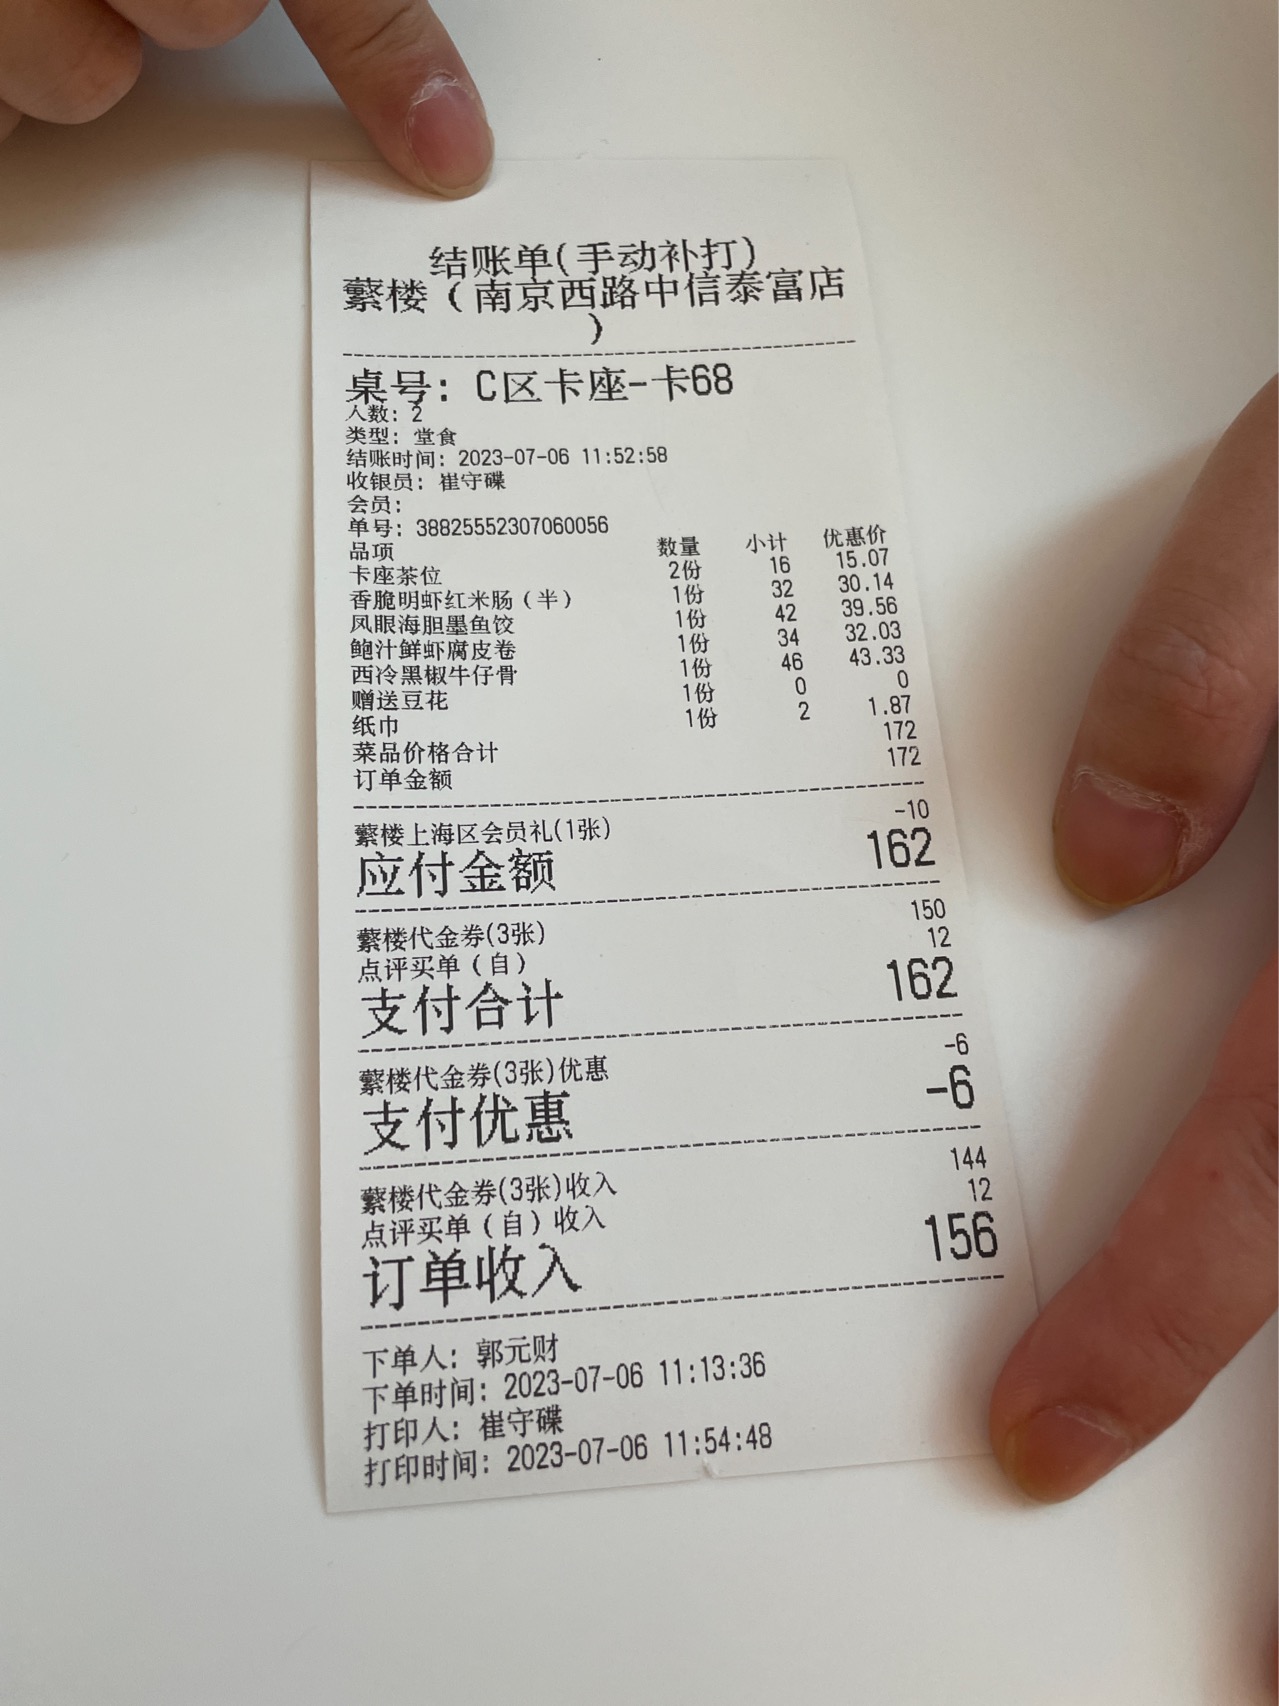 结账单(手动补打)
蘩楼（南京西路中信泰富店
）
桌号: C区卡座-卡68
人数: 2
类型: 堂食
结账时间: 2023-07-06 11:52:58
收银员: 崔守碟
会员:
单号: 38825552307060056
品项 数量 小计 优惠价
卡座茶位 2份 16 15.07
香脆明虾红米肠（半） 1份 32 30.14
凤眼海胆墨鱼饺 1份 42 39.56
鲍汁鲜虾腐皮卷 1份 34 32.03
西冷黑椒牛仔骨 1份 46 43.33
赠送豆花 1份 0 0
纸巾 1份 2 1.87
菜品价格合计 172
订单金额 172
蘩楼上海区会员礼(1张) -10
应付金额 162
蘩楼代金券(3张) 150
点评买单（自） 12
支付合计 162
蘩楼代金券(3张)优惠 -6
支付优惠 -6
蘩楼代金券(3张)收入 144
点评买单（自）收入 12
订单收入 156
下单人: 郭元财
下单时间: 2023-07-06 11:13:36
打印人: 崔守碟
打印时间: 2023-07-06 11:54:48